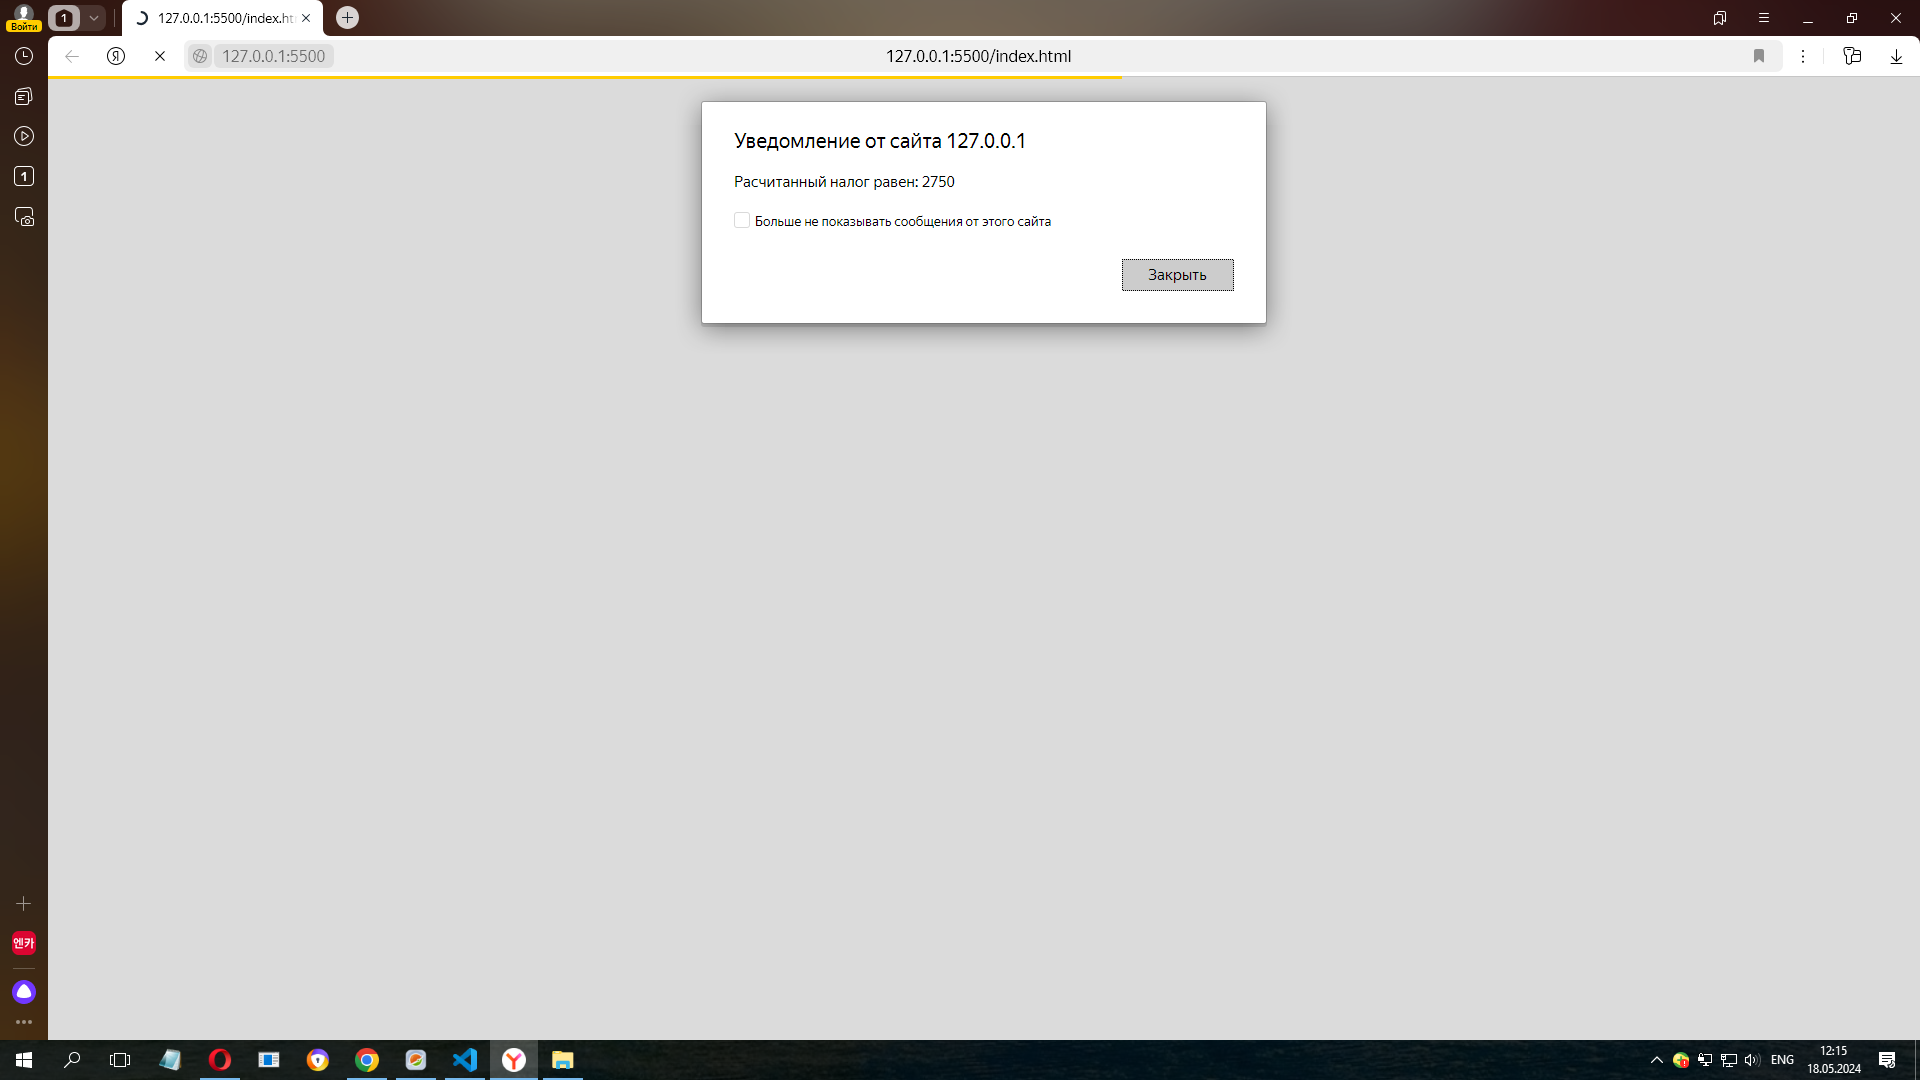 Войти
1
127.0.0.1:5500/index.ht
127.0.0.1:5500
127.0.0.1:5500/index.html
1
Уведомление от сайта 127.0.0.1
Расчитанный налог равен: 2750
Больше не показывать сообщения от этого сайта
Закрыть
엔카
ENG
12:15
18.05.2024